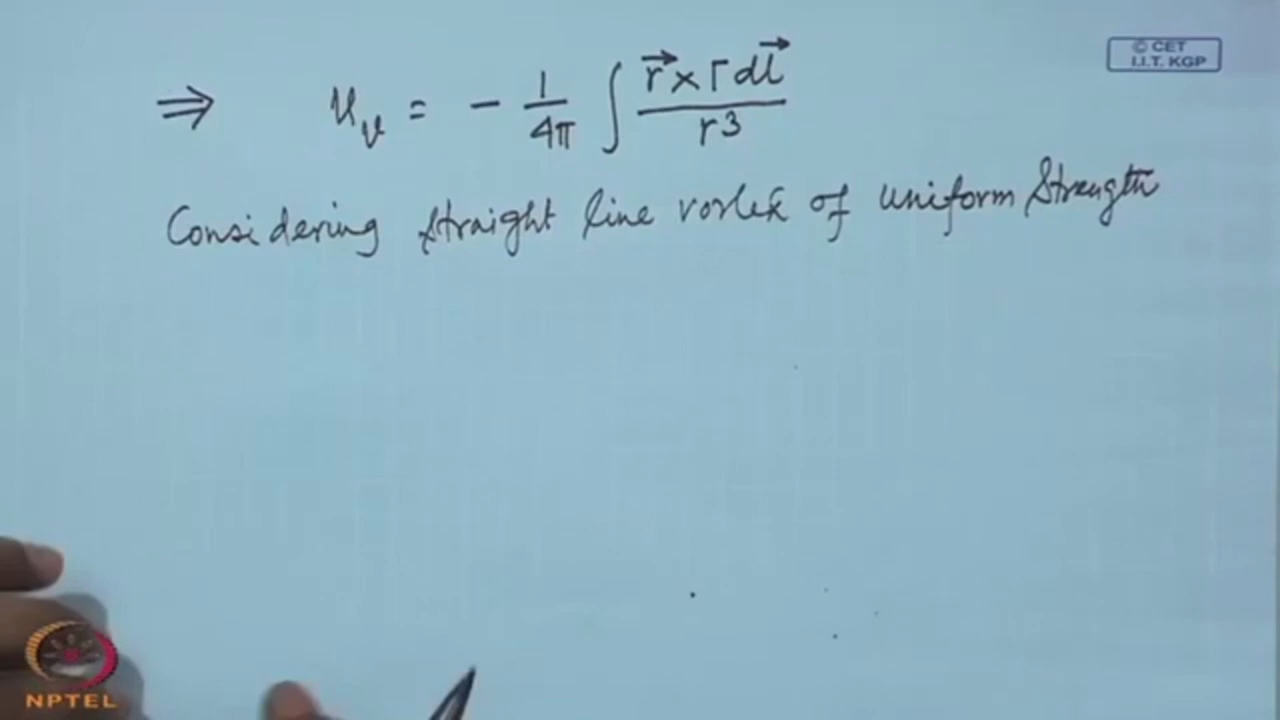 © CET
I.I.T. KGP
⇒ u_v = - 1/4π ∫ r⃗ × Γ dl⃗ / r³
Considering straight line vortex of uniform strength
NPTEL